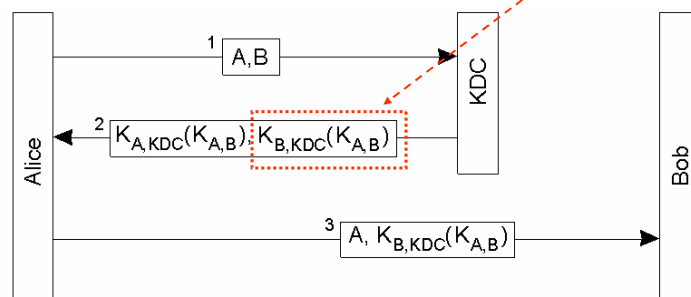 1 A,B
KDC
2 K_A,KDC(K_A,B), K_B,KDC(K_A,B)
Alice
Bob
3 A, K_B,KDC(K_A,B)